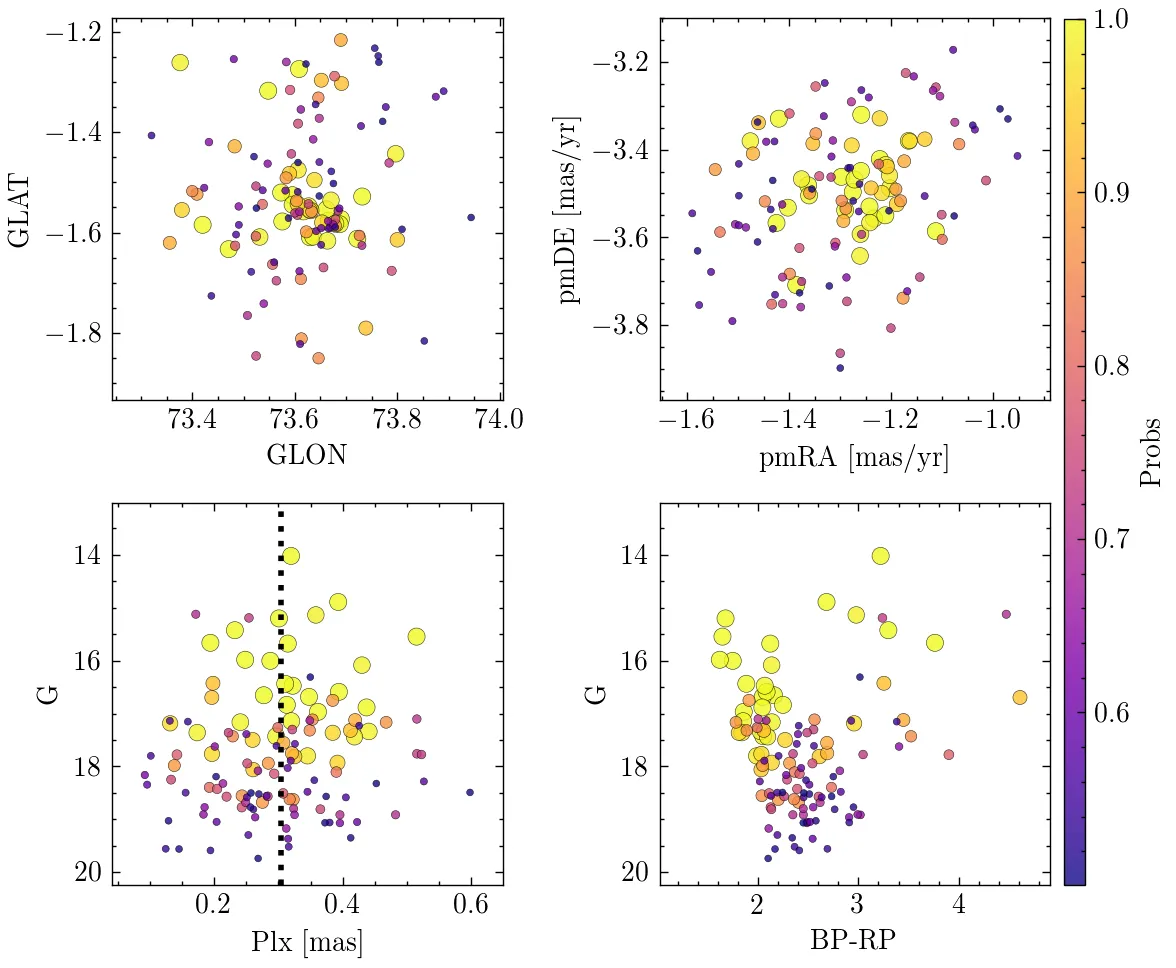 −1.2
−1.4
−1.6
−1.8
GLAT
73.4 73.6 73.8 74.0
GLON
−3.2
−3.4
−3.6
−3.8
pmDE [mas/yr]
−1.6 −1.4 −1.2 −1.0
pmRA [mas/yr]
14
16
18
20
G
0.2 0.4 0.6
Plx [mas]
14
16
18
20
G
2 3 4
BP-RP
1.0
0.9
0.8
0.7
0.6
Probs